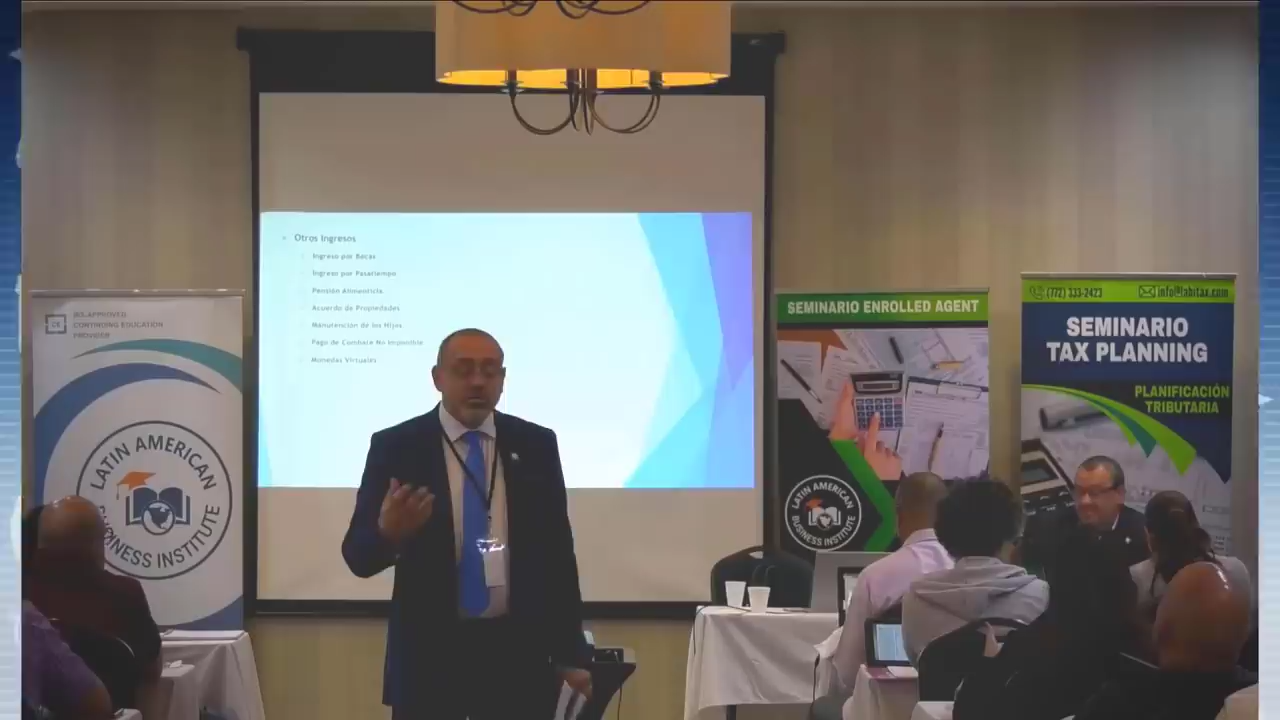 Otros Ingresos
Ingreso por Becas
Ingreso por Pasatiempo
Pensión Alimenticia
Acuerdo de Propiedades
Manutención de los Hijos
Pago de Combate No Imponible
Monedas Virtuales
IRS-APPROVED
CONTINUING EDUCATION
PROVIDER
CE
LATIN AMERICAN
BUSINESS INSTITUTE
SEMINARIO ENROLLED AGENT
LATIN AMERICAN
BUSINESS INSTITUTE
(772) 333-2423
info@labitax.com
SEMINARIO
TAX PLANNING
PLANIFICACIÓN
TRIBUTARIA